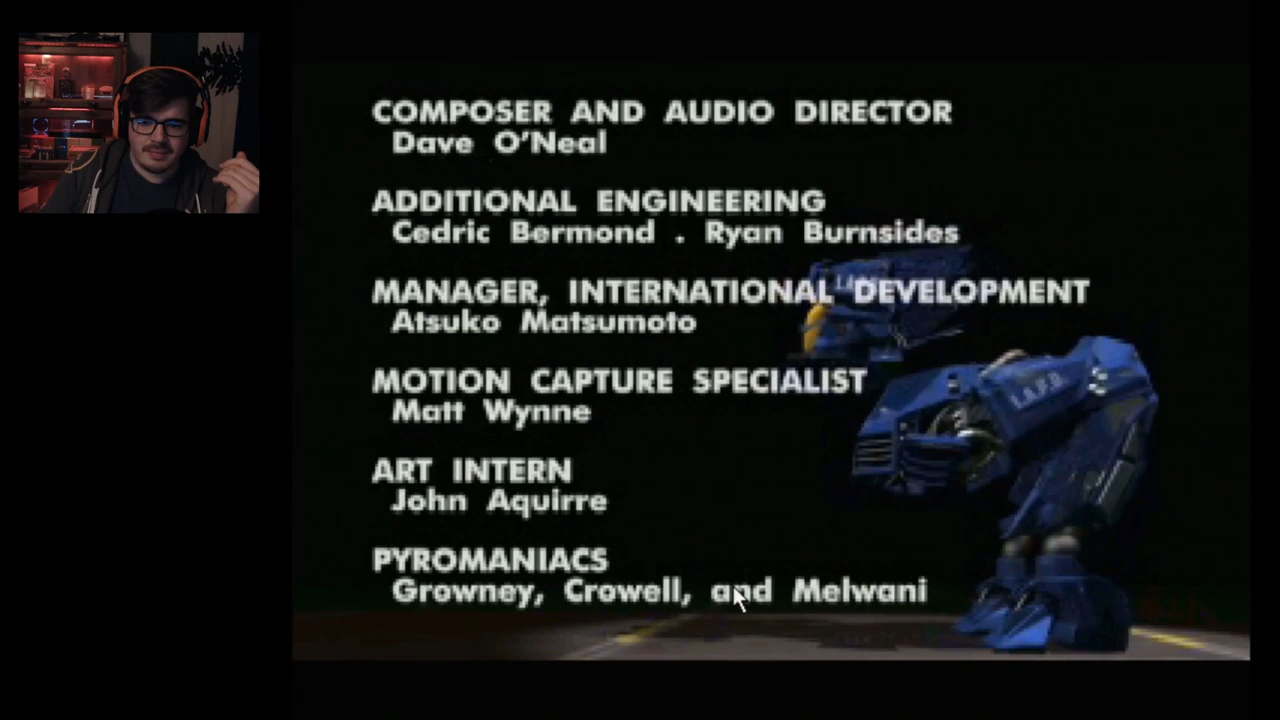 COMPOSER AND AUDIO DIRECTOR
Dave O'Neal
ADDITIONAL ENGINEERING
Cedric Bermond . Ryan Burnsides
MANAGER, INTERNATIONAL DEVELOPMENT
Atsuko Matsumoto
MOTION CAPTURE SPECIALIST
Matt Wynne
L.A.P.D.
ART INTERN
John Aquirre
PYROMANIACS
Growney, Crowell, and Melwani